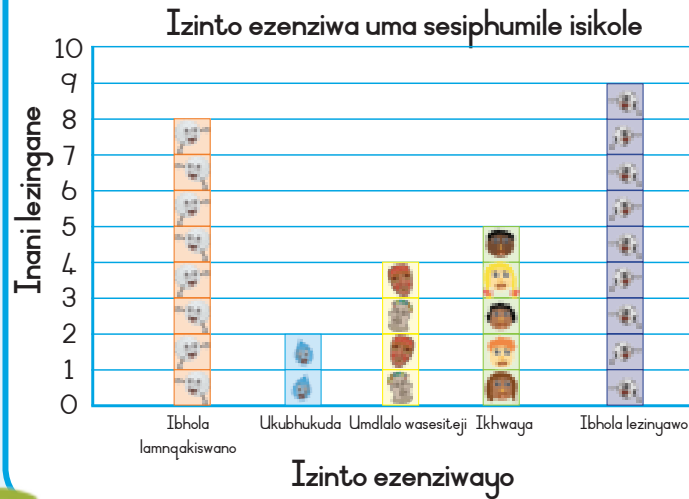 Izinto ezenziwa uma sesiphumile isikole
Inani lezingane
10
9
8
7
6
5
4
3
2
1
0
Ibhola lamnqakiswano
Ukubhukuda
Umdlalo wasesiteji
Ikhwaya
Ibhola lezinyawo
Izinto ezenziwayo